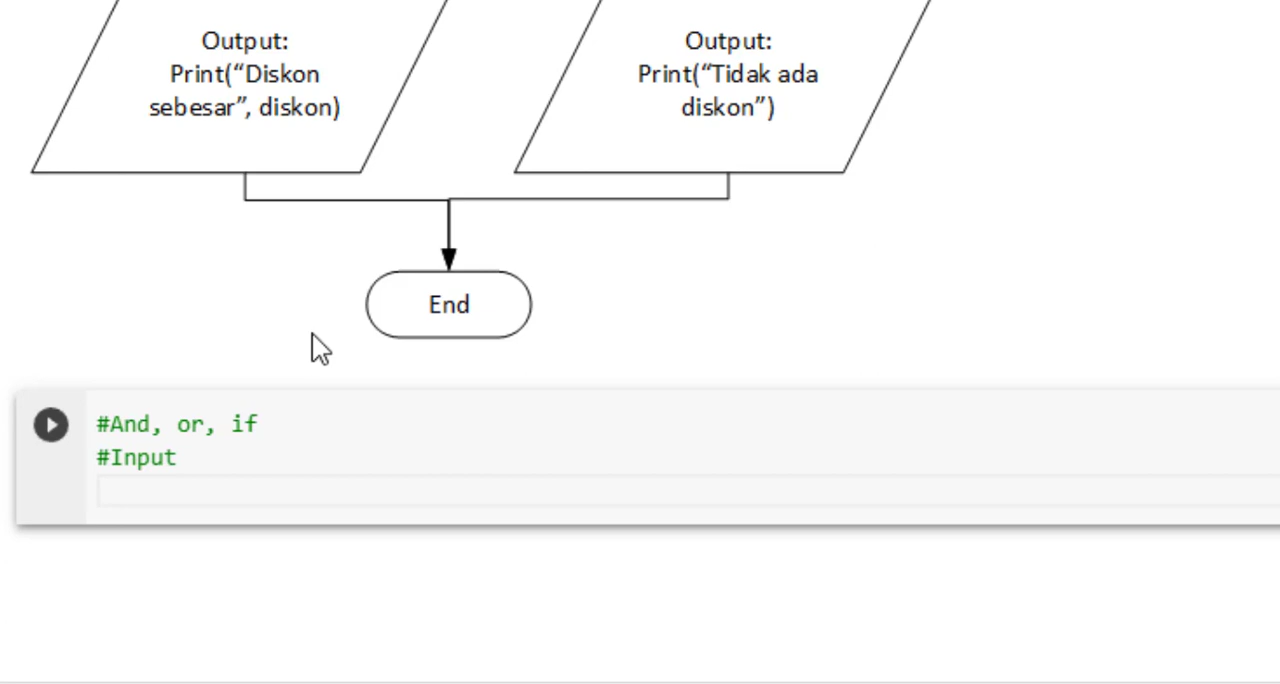 Output:
Print(“Diskon
sebesar”, diskon)
Output:
Print(“Tidak ada
diskon”)
End
#And, or, if
#Input